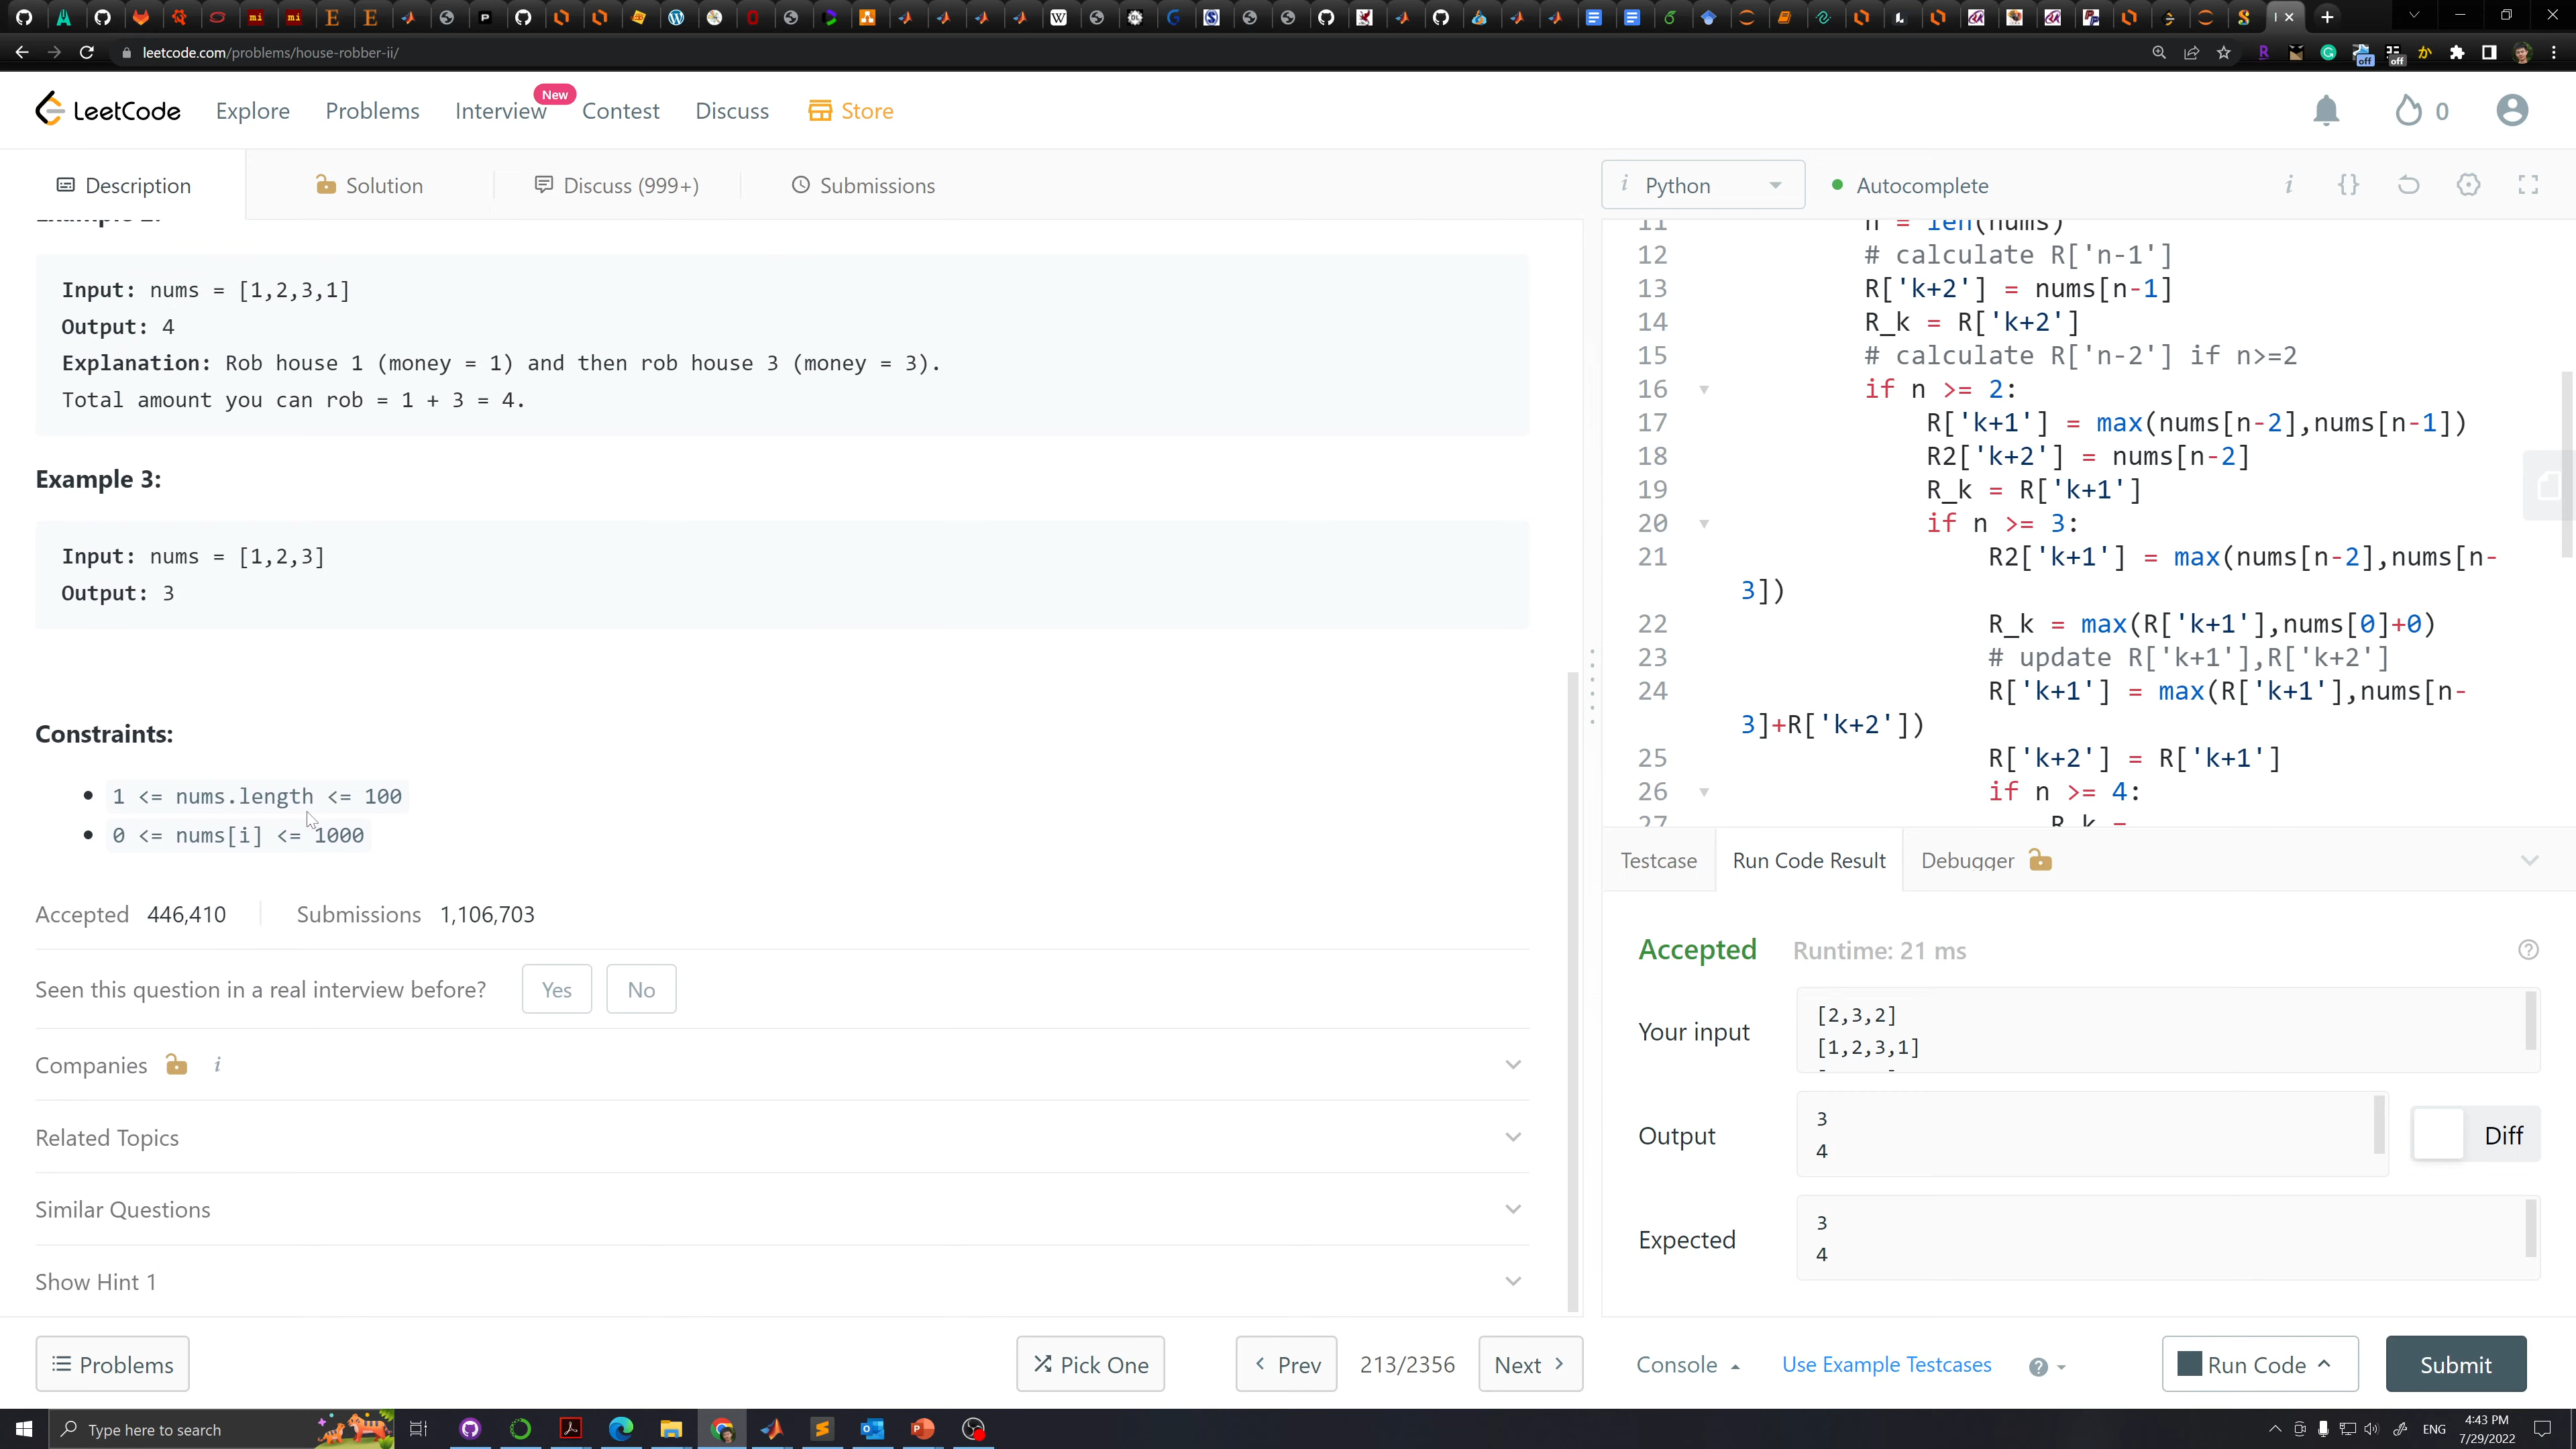 leetcode.com/problems/house-robber-ii/
off
off
LeetCode
Explore
Problems
Interview
New
Contest
Discuss
Store
0
Description
Solution
Discuss (999+)
Submissions
i Python
Autocomplete
Input: nums = [1,2,3,1]
Output: 4
Explanation: Rob house 1 (money = 1) and then rob house 3 (money = 3).
Total amount you can rob = 1 + 3 = 4.
Example 3:
Input: nums = [1,2,3]
Output: 3
Constraints:
1 <= nums.length <= 100
0 <= nums[i] <= 1000
Accepted 446,410
Submissions 1,106,703
Seen this question in a real interview before?
Yes
No
Companies
i
Related Topics
Similar Questions
Show Hint 1
Problems
Pick One
Prev
213/2356
Next
11 n = len(nums)
12 # calculate R['n-1']
13 R['k+2'] = nums[n-1]
14 R_k = R['k+2']
15 # calculate R['n-2'] if n>=2
16 if n >= 2:
17 R['k+1'] = max(nums[n-2],nums[n-1])
18 R2['k+2'] = nums[n-2]
19 R_k = R['k+1']
20 if n >= 3:
21 R2['k+1'] = max(nums[n-2],nums[n-
3])
22 R_k = max(R['k+1'],nums[0]+0)
23 # update R['k+1'],R['k+2']
24 R['k+1'] = max(R['k+1'],nums[n-
3]+R['k+2'])
25 R['k+2'] = R['k+1']
26 if n >= 4:
27 R_k =
Testcase
Run Code Result
Debugger
Accepted
Runtime: 21 ms
Your input
[2,3,2]
[1,2,3,1]
Output
3
4
Diff
Expected
3
4
Console
Use Example Testcases
Run Code
Submit
Type here to search
ENG
4:43 PM
7/29/2022